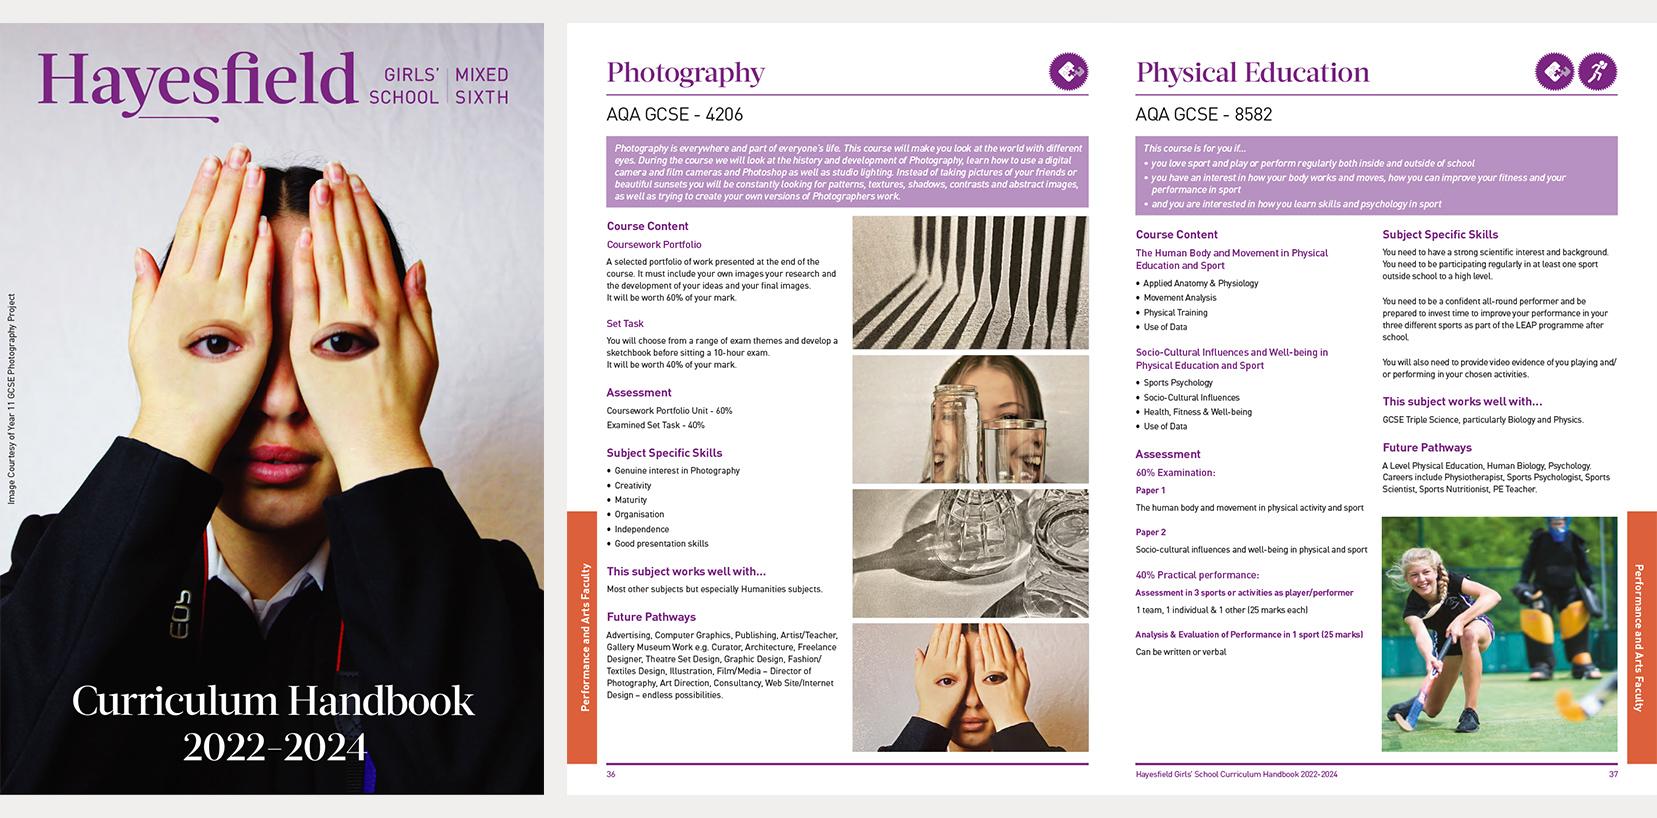 Hayesfield
GIRLS' | MIXED
SCHOOL | SIXTH
Image Courtesy of Year 11 GCSE Photography Project
Curriculum Handbook
2022–2024
Photography
AQA GCSE - 4206
Photography is everywhere and part of everyone's life. This course will make you look at the world with different
eyes. During the course we will look at the history and development of Photography, learn how to use a digital
camera and film cameras and Photoshop as well as studio lighting. Instead of taking pictures of your friends or
beautiful sunsets you will be constantly looking for patterns, textures, shadows, contrasts and abstract images,
as well as trying to create your own versions of Photographers work.
Course Content
Coursework Portfolio
A selected portfolio of work presented at the end of the
course. It must include your own images your research and
the development of your ideas and your final images.
It will be worth 60% of your mark.
Set Task
You will choose from a range of exam themes and develop a
sketchbook before sitting a 10-hour exam.
It will be worth 40% of your mark.
Assessment
Coursework Portfolio Unit - 60%
Examined Set Task - 40%
Subject Specific Skills
• Genuine interest in Photography
• Creativity
• Maturity
• Organisation
• Independence
• Good presentation skills
This subject works well with...
Most other subjects but especially Humanities subjects.
Future Pathways
Advertising, Computer Graphics, Publishing, Artist/Teacher,
Gallery Museum Work e.g. Curator, Architecture, Freelance
Designer, Theatre Set Design, Graphic Design, Fashion/
Textiles Design, Illustration, Film/Media – Director of
Photography, Art Direction, Consultancy, Web Site/Internet
Design – endless possibilities.
Performance and Arts Faculty
36
Physical Education
AQA GCSE - 8582
This course is for you if...
• you love sport and play or perform regularly both inside and outside of school
• you have an interest in how your body works and moves, how you can improve your fitness and your
performance in sport
• and you are interested in how you learn skills and psychology in sport
Course Content
The Human Body and Movement in Physical
Education and Sport
• Applied Anatomy & Physiology
• Movement Analysis
• Physical Training
• Use of Data
Socio-Cultural Influences and Well-being in
Physical Education and Sport
• Sports Psychology
• Socio-Cultural Influences
• Health, Fitness & Well-being
• Use of Data
Assessment
60% Examination:
Paper 1
The human body and movement in physical activity and sport
Paper 2
Socio-cultural influences and well-being in physical and sport
40% Practical performance:
Assessment in 3 sports or activities as player/performer
1 team, 1 individual & 1 other (25 marks each)
Analysis & Evaluation of Performance in 1 sport (25 marks)
Can be written or verbal
Subject Specific Skills
You need to have a strong scientific interest and background.
You need to be participating regularly in at least one sport
outside school to a high level.
You need to be a confident all-round performer and be
prepared to invest time to improve your performance in your
three different sports as part of the LEAP programme after
school.
You will also need to provide video evidence of you playing and/
or performing in your chosen activities.
This subject works well with...
GCSE Triple Science, particularly Biology and Physics.
Future Pathways
A Level Physical Education, Human Biology, Psychology.
Careers include Physiotherapist, Sports Psychologist, Sports
Scientist, Sports Nutritionist, PE Teacher.
Performance and Arts Faculty
Hayesfield Girls' School Curriculum Handbook 2022-2024
37